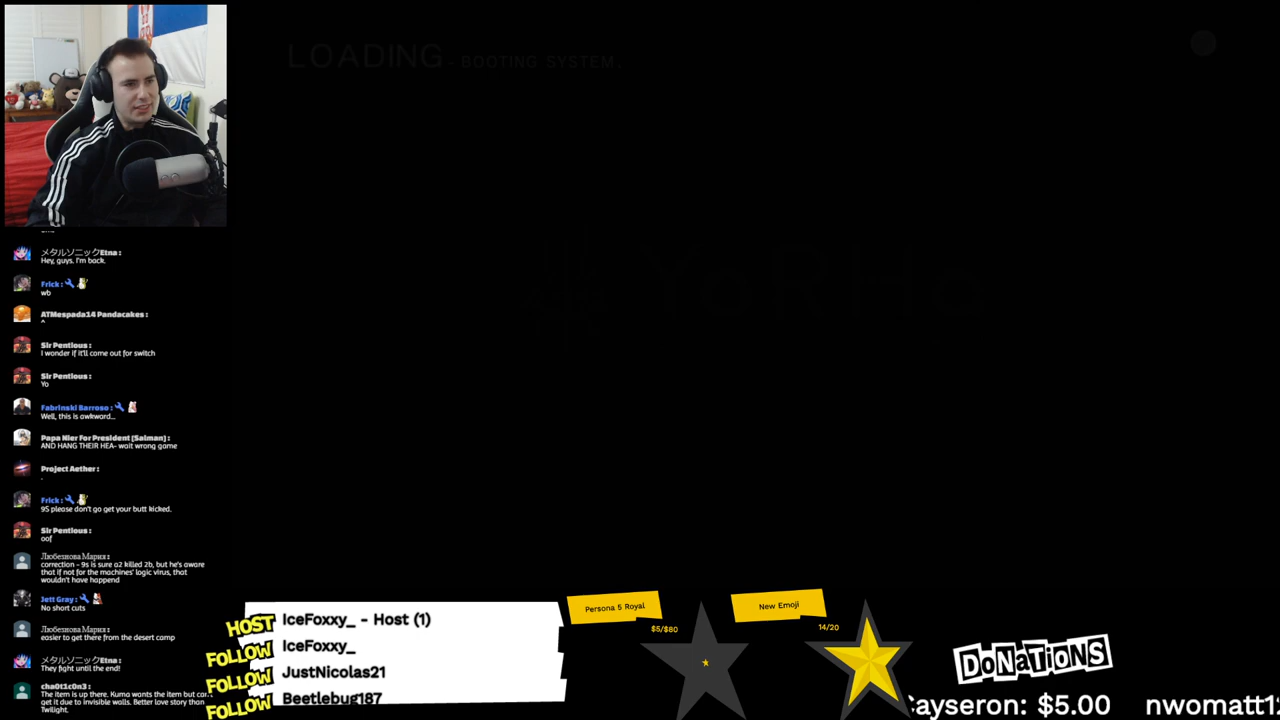 LOADING - BOOTING SYSTEM.
メタルソニックEtna :
Hey, guys. I'm back.
Frick :
wb
ATMespada14 Pandacakes :
^
Sir Pentious :
I wonder if it'll come out for switch
Sir Pentious :
Yo
Fabrinski Barroso :
Well, this is awkward...
Papa Nier For President (Salman) :
AND HANG THEIR HEA- wait wrong game
Project Aether :
.
Frick :
9S please don't go get your butt kicked.
Sir Pentious :
oof
Любезнова Мария :
correction - 9s is sure a2 killed 2b, but he's aware
that if not for the machines' logic virus, that
wouldn't have happend
Jett Gray :
No short cuts
Любезнова Мария :
easier to get there from the desert camp
メタルソニックEtna :
They fight until the end!
cha0t1c0n3 :
The item is up there. Kuma wants the item but can't
get it due to invisible walls. Better love story than
Twilight.
HOST IceFoxxy_ - Host (1)
FOLLOW IceFoxxy_
FOLLOW JustNicolas21
FOLLOW Beetlebug187
Persona 5 Royal
$5/$80
New Emoji
14/20
DoNaTiONs
ayseron: $5.00 nwomatt12